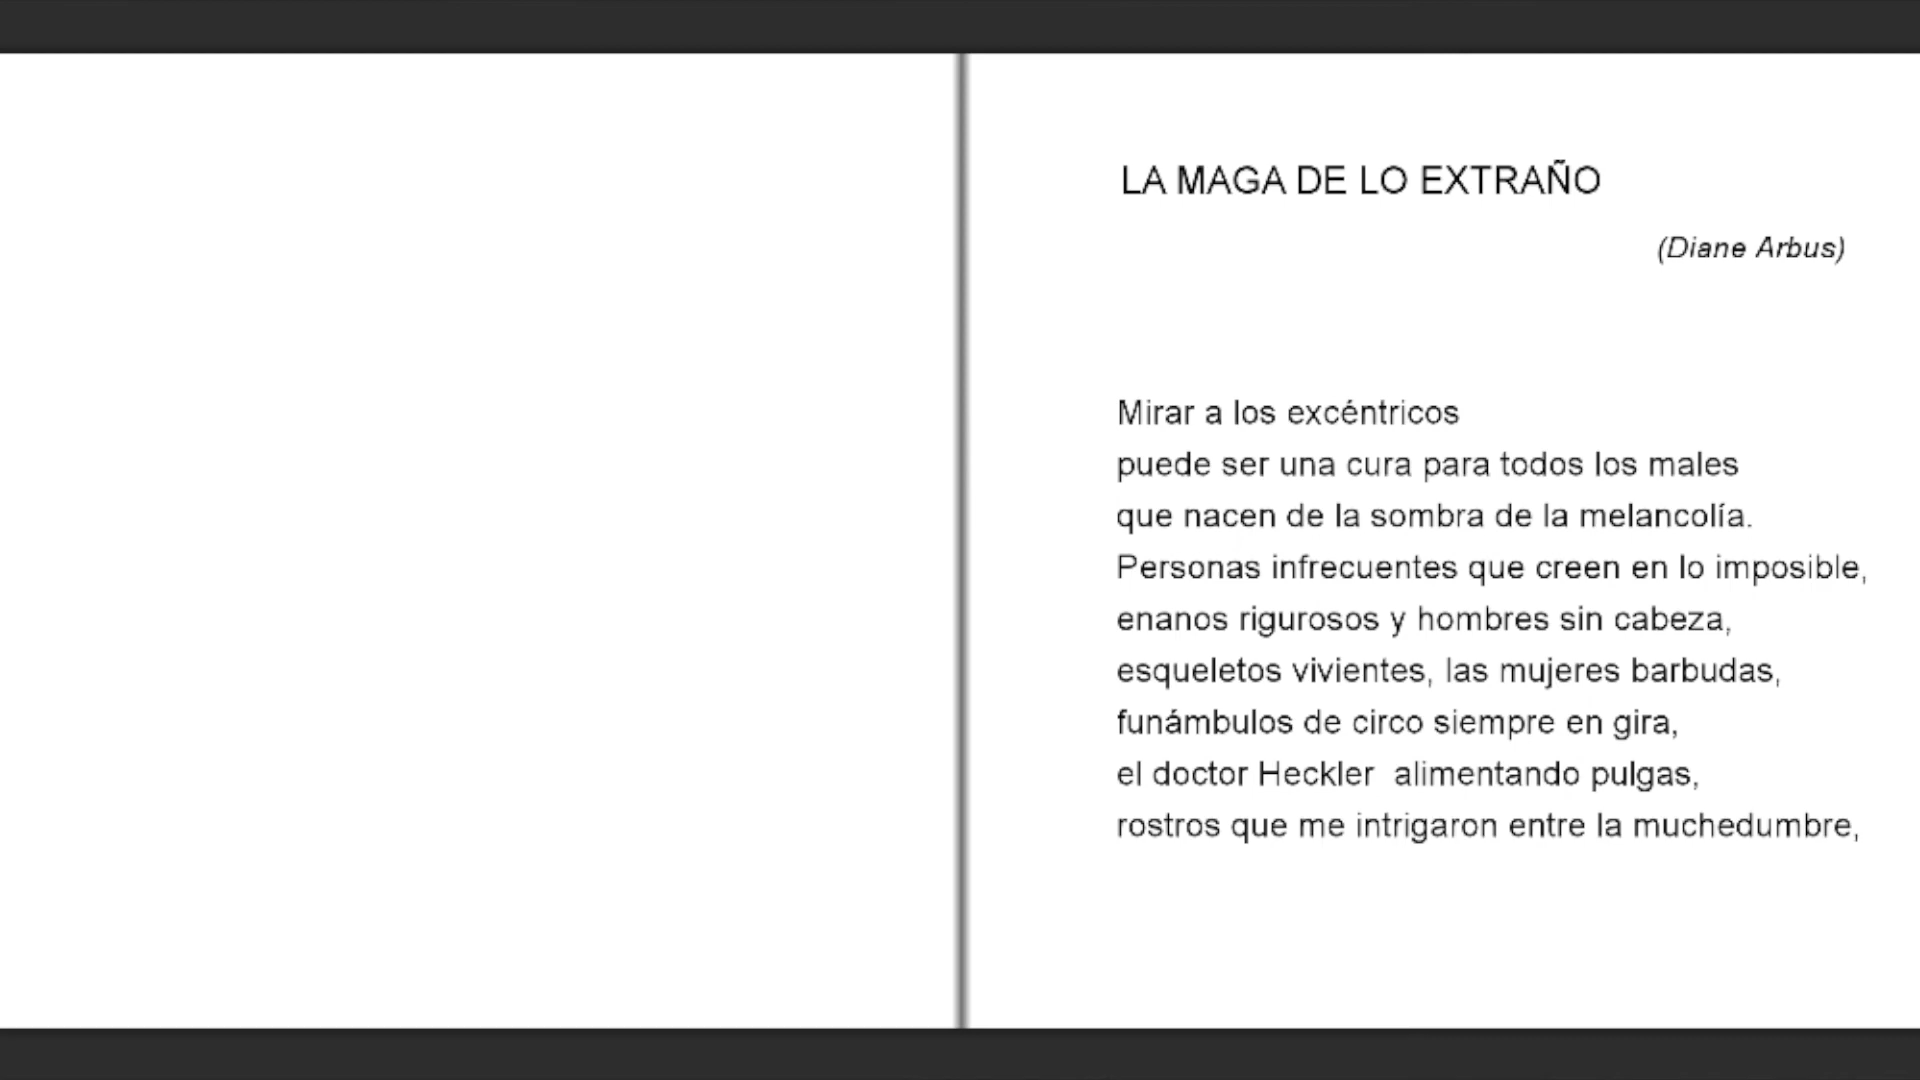 LA MAGA DE LO EXTRAÑO
(Diane Arbus)
Mirar a los excéntricos
puede ser una cura para todos los males
que nacen de la sombra de la melancolía.
Personas infrecuentes que creen en lo imposible,
enanos rigurosos y hombres sin cabeza,
esqueletos vivientes, las mujeres barbudas,
funámbulos de circo siempre en gira,
el doctor Heckler  alimentando pulgas,
rostros que me intrigaron entre la muchedumbre,